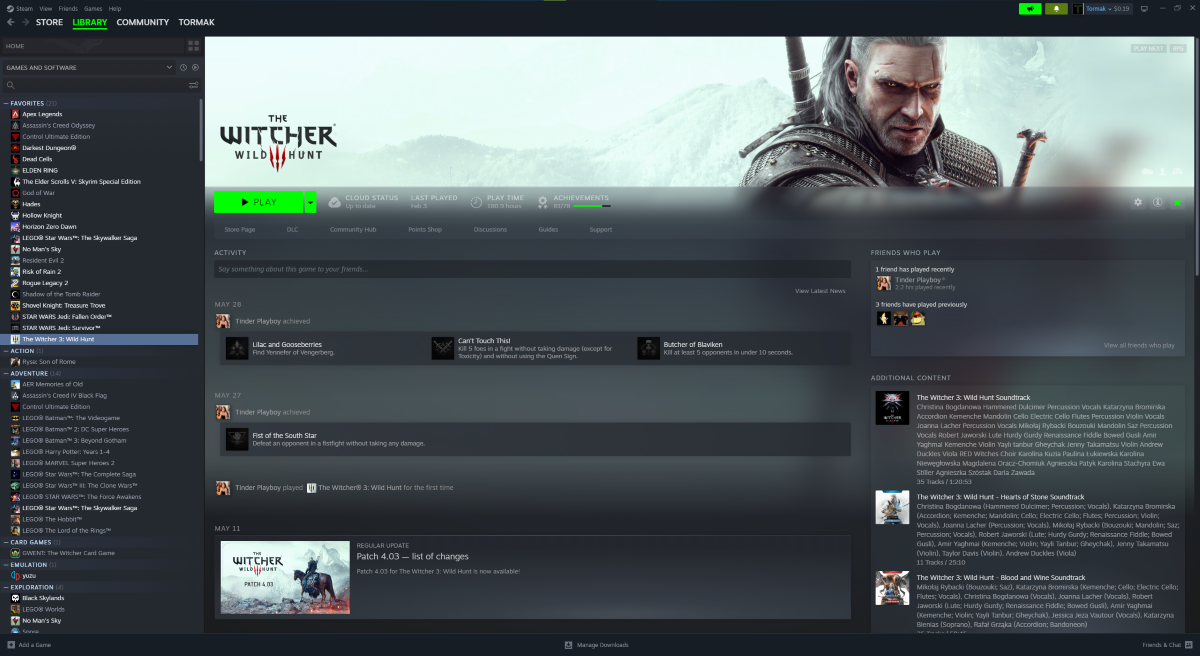 Steam View Friends Games Help
Tormak $0.19
STORE LIBRARY COMMUNITY TORMAK
HOME
GAMES AND SOFTWARE
FAVORITES (21)
Apex Legends
Assassin's Creed Odyssey
Control Ultimate Edition
Darkest Dungeon®
Dead Cells
ELDEN RING
The Elder Scrolls V: Skyrim Special Edition
God of War
Hades
Hollow Knight
Horizon Zero Dawn
LEGO® Star Wars™: The Skywalker Saga
No Man's Sky
Resident Evil 2
Risk of Rain 2
Rogue Legacy 2
Shadow of the Tomb Raider
Shovel Knight: Treasure Trove
STAR WARS Jedi: Fallen Order™
STAR WARS Jedi: Survivor™
The Witcher 3: Wild Hunt
ACTION
Ryse: Son of Rome
ADVENTURE (14)
AER Memories of Old
Assassin's Creed IV Black Flag
Control Ultimate Edition
LEGO® Batman™: The Videogame
LEGO® Batman™ 2: DC Super Heroes
LEGO® Batman™ 3: Beyond Gotham
LEGO® Harry Potter: Years 1-4
LEGO® MARVEL Super Heroes 2
LEGO® Star Wars™: The Complete Saga
LEGO® Star Wars™ III: The Clone Wars™
LEGO® STAR WARS™: The Force Awakens
LEGO® Star Wars™: The Skywalker Saga
LEGO® The Hobbit™
LEGO® The Lord of the Rings™
CARD GAMES
GWENT: The Witcher Card Game
EMULATION
yuzu
EXPLORATION (4)
Black Skylands
LEGO® Worlds
No Man's Sky
Add a Game
PLAY NEXT RPG
THE
WITCHER
WILD HUNT
PLAY
CLOUD STATUS
Up to date
LAST PLAYED
Feb 3
PLAY TIME
180.9 hours
ACHIEVEMENTS
63/78
Store Page DLC Community Hub Points Shop Discussions Guides Support
ACTIVITY
Say something about this game to your friends...
View Latest News
MAY 28
Tinder Playboy achieved
Lilac and Gooseberries
Find Yennefer of Vengerberg.
Can't Touch This!
Kill 5 foes in a fight without taking damage (except for
Toxicity) and without using the Quen Sign.
Butcher of Blaviken
Kill at least 5 opponents in under 10 seconds.
MAY 27
Tinder Playboy achieved
Fist of the South Star
Defeat an opponent in a fistfight without taking any damage.
Tinder Playboy played The Witcher® 3: Wild Hunt for the first time
MAY 11
THE
WITCHER
WILD HUNT
PATCH 4.03
REGULAR UPDATE
Patch 4.03 — list of changes
Patch 4.03 for The Witcher 3: Wild Hunt is now available!
FRIENDS WHO PLAY
1 friend has played recently
Tinder Playboy
2.2 hrs played recently
3 friends have played previously
View all friends who play
ADDITIONAL CONTENT
The Witcher 3: Wild Hunt Soundtrack
Christina Bogdanowa Hammered Dulcimer Percussion Vocals Katarzyna Bromirska
Accordion Kemenche Mandolin Cello Electric Cello Flutes Percussion Violin Vocals
Joanna Lacher Percussion Vocals Mikołaj Rybacki Bouzouki Mandolin Saz Percussion
Vocals Robert Jaworski Lute Hurdy Gurdy Renaissance Fiddle Bowed Gusli Amir
Yaghmai Kemenche Violin Yayli tanbur Gheychak Jenny Takamatsu Violin Andrew
Duckles Viola RED Witches Choir Karolina Kuzia Paulina Łukiewska Karolina
Niewęgłowska Magdalena Oracz-Chomiuk Agnieszka Patyk Karolina Stachyra Ewa
Stiller Agnieszka Szóstak Daria Zawada
35 Tracks / 1:20:53
The Witcher 3: Wild Hunt - Hearts of Stone Soundtrack
Christina Bogdanowa (Hammered Dulcimer; Percussion; Vocals), Katarzyna Bromirska
(Accordion; Kemenche; Mandolin; Cello; Electric Cello; Flutes; Percussion; Violin;
Vocals), Joanna Lacher (Percussion; Vocals), Mikołaj Rybacki (Bouzouki; Mandolin; Saz;
Percussion; Vocals), Robert Jaworski (Lute; Hurdy Gurdy; Renaissance Fiddle; Bowed
Gusli), Amir Yaghmai (Kemenche; Violin; Yayli Tanbur; Gheychak), Jenny Takamatsu
(Violin), Taylor Davis (Violin), Andrew Duckles (Viola)
11 Tracks / 25:10
The Witcher 3: Wild Hunt - Blood and Wine Soundtrack
Mikołaj Rybacki (Bouzouki; Saz), Katarzyna Bromirska (Kemenche; Cello; Electric Cello;
Flutes; Vocals), Christina Bogdanowa (Vocals), Joanna Lacher (Vocals), Robert
Jaworski (Lute; Hurdy Gurdy; Renaissance Fiddle; Bowed Gusli), Amir Yaghmai
(Kemenche; Violin; Yayli Tanbur; Gheychak), Jessica Jeza Vautour (Vocals), Katarzyna
Bienias (Soprano), Rafał Grząka (Accordion; Bandoneon)
Manage Downloads
Friends & Chat